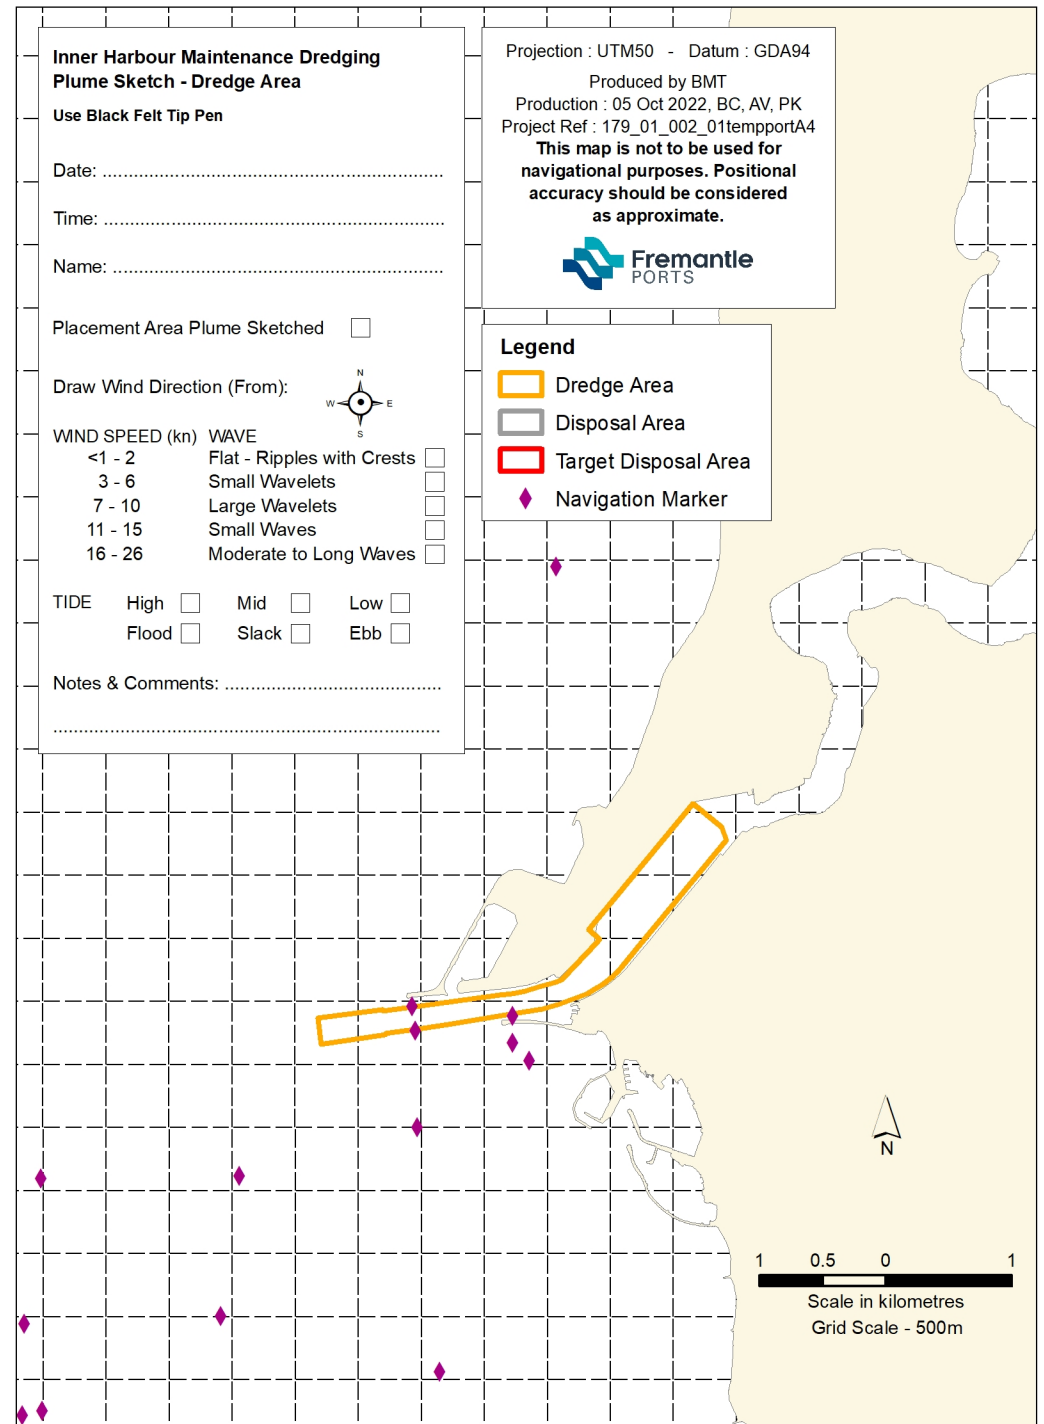 Inner Harbour Maintenance Dredging
Plume Sketch - Dredge Area
Use Black Felt Tip Pen
Date: .................................................................
Time: .................................................................
Name: ...............................................................
Placement Area Plume Sketched
Draw Wind Direction (From):
N
W
E
S
WIND SPEED (kn) WAVE
<1 - 2 Flat - Ripples with Crests
3 - 6 Small Wavelets
7 - 10 Large Wavelets
11 - 15 Small Waves
16 - 26 Moderate to Long Waves
TIDE High Mid Low
Flood Slack Ebb
Notes & Comments: .........................................
..........................................................................
Projection : UTM50 - Datum : GDA94
Produced by BMT
Production : 05 Oct 2022, BC, AV, PK
Project Ref : 179_01_002_01tempportA4
This map is not to be used for
navigational purposes. Positional
accuracy should be considered
as approximate.
Fremantle
PORTS
Legend
Dredge Area
Disposal Area
Target Disposal Area
Navigation Marker
N
1 0.5 0 1
Scale in kilometres
Grid Scale - 500m